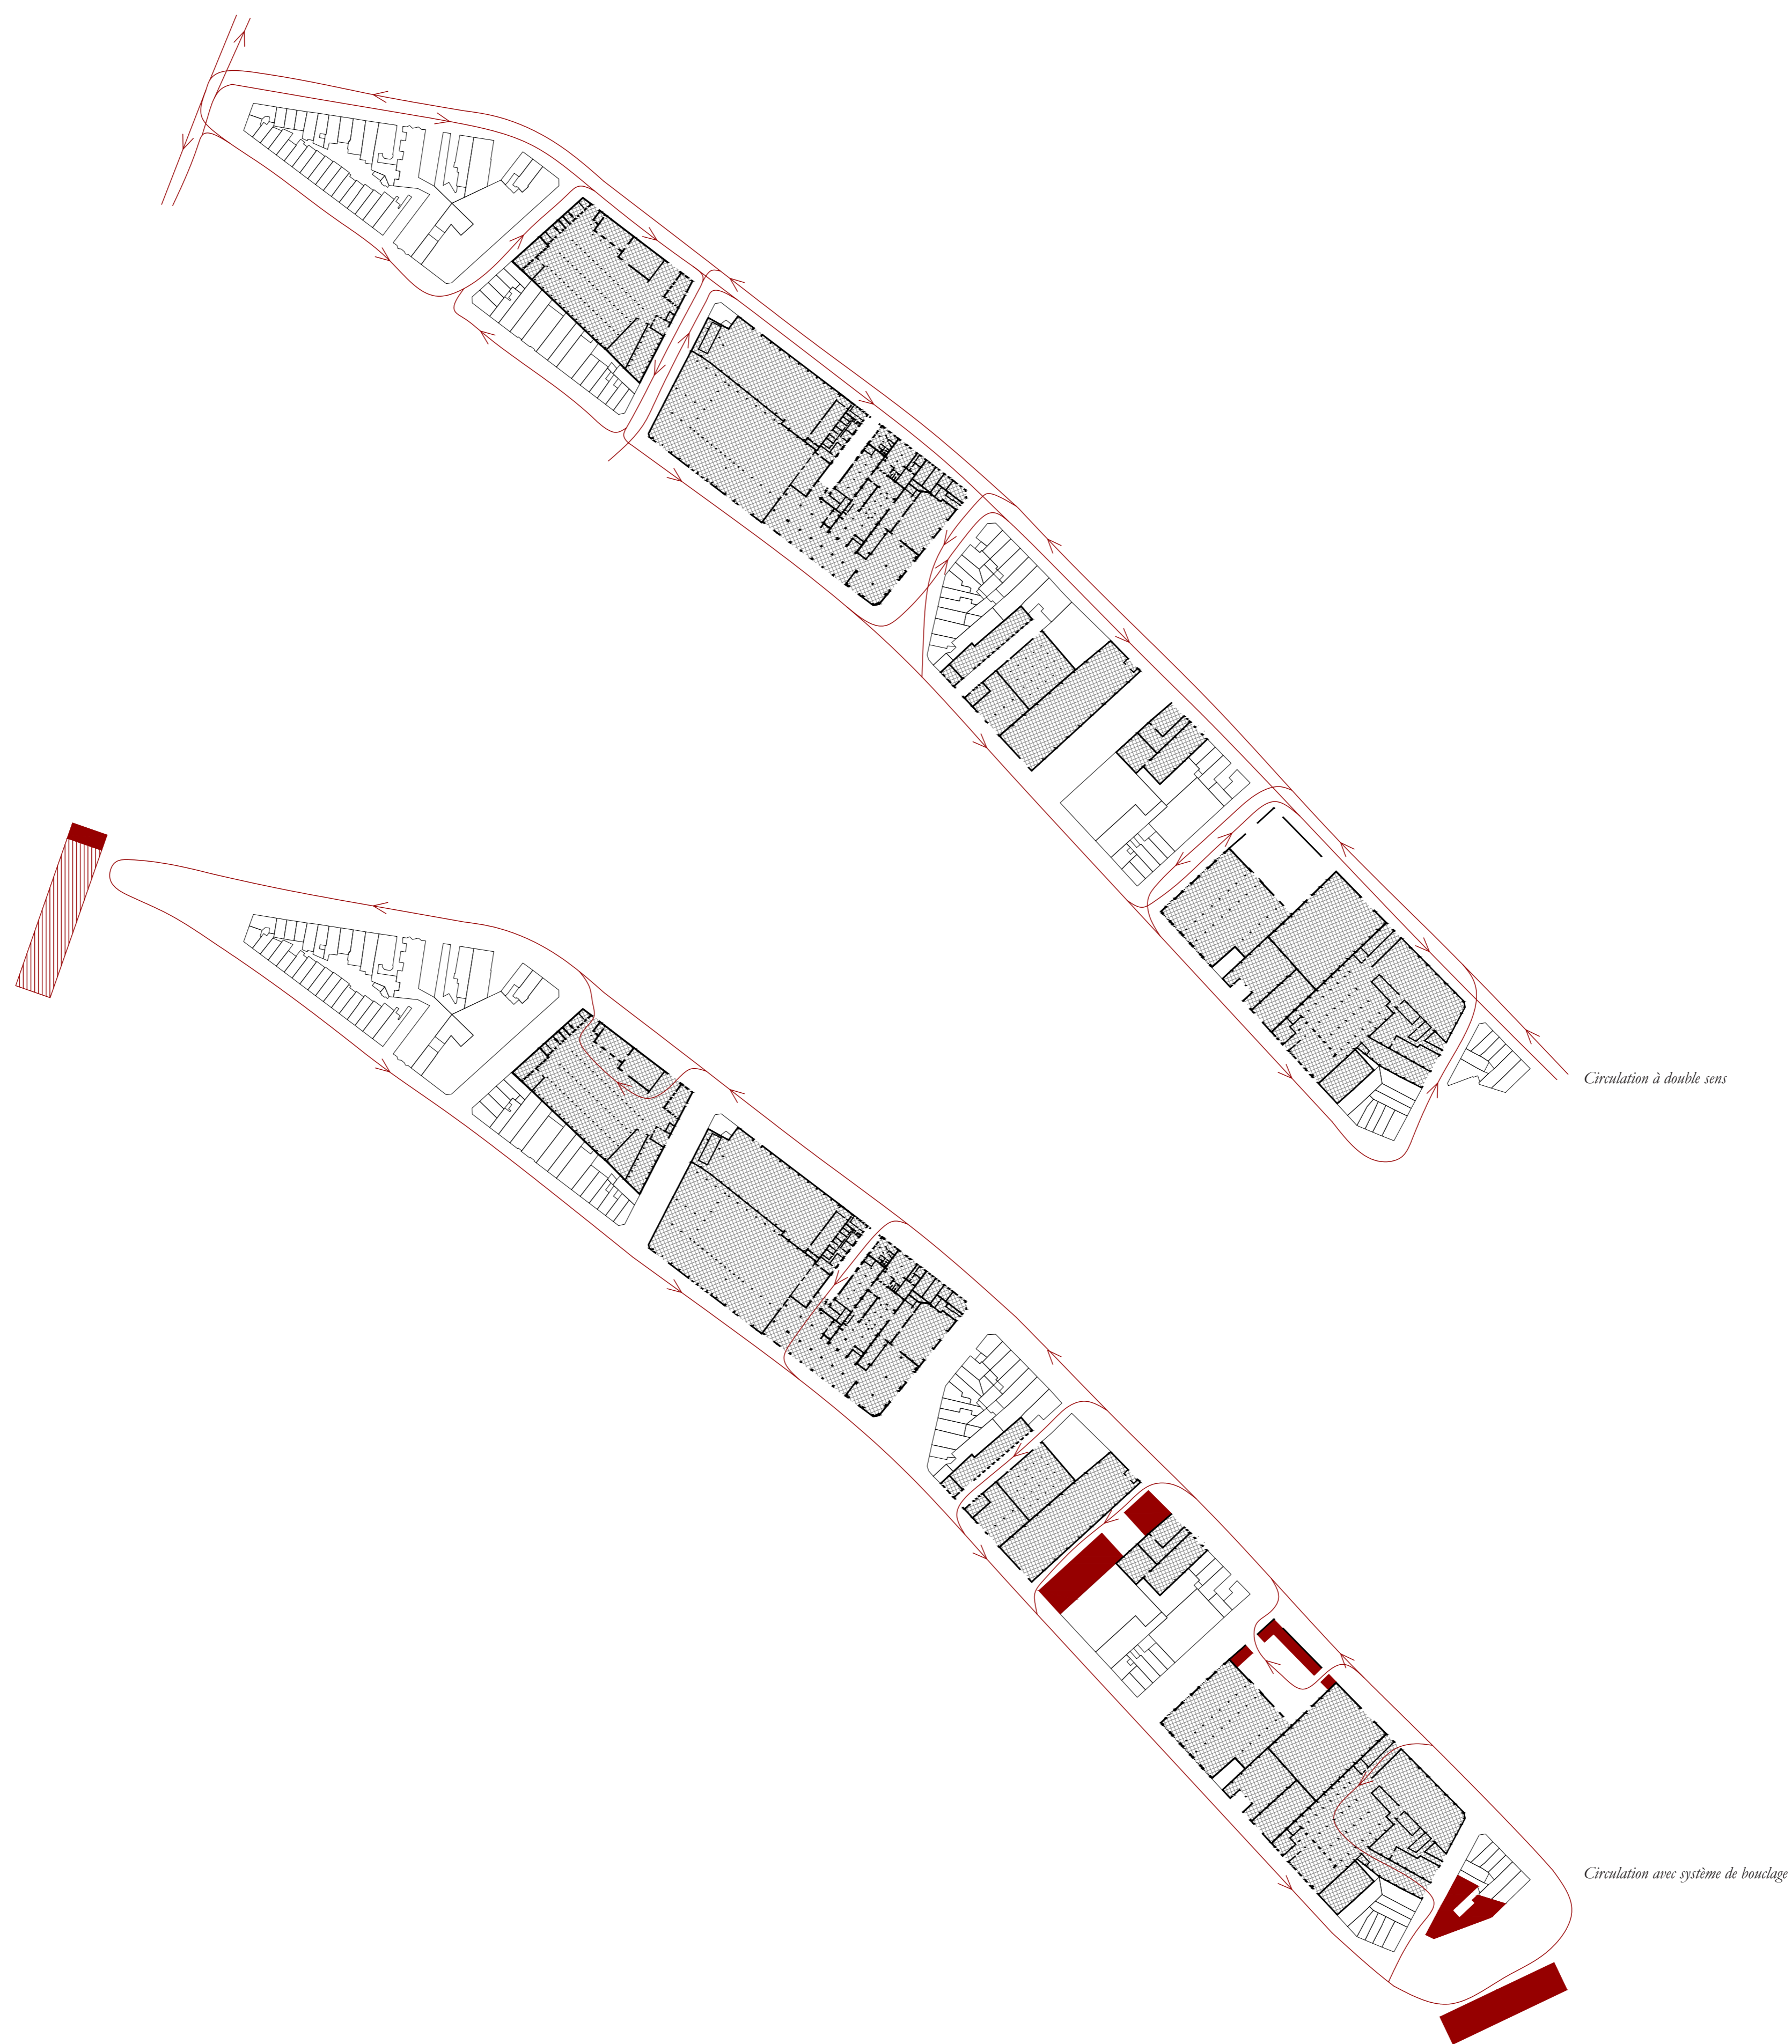 Circulation à double sens
Circulation avec système de bouclage